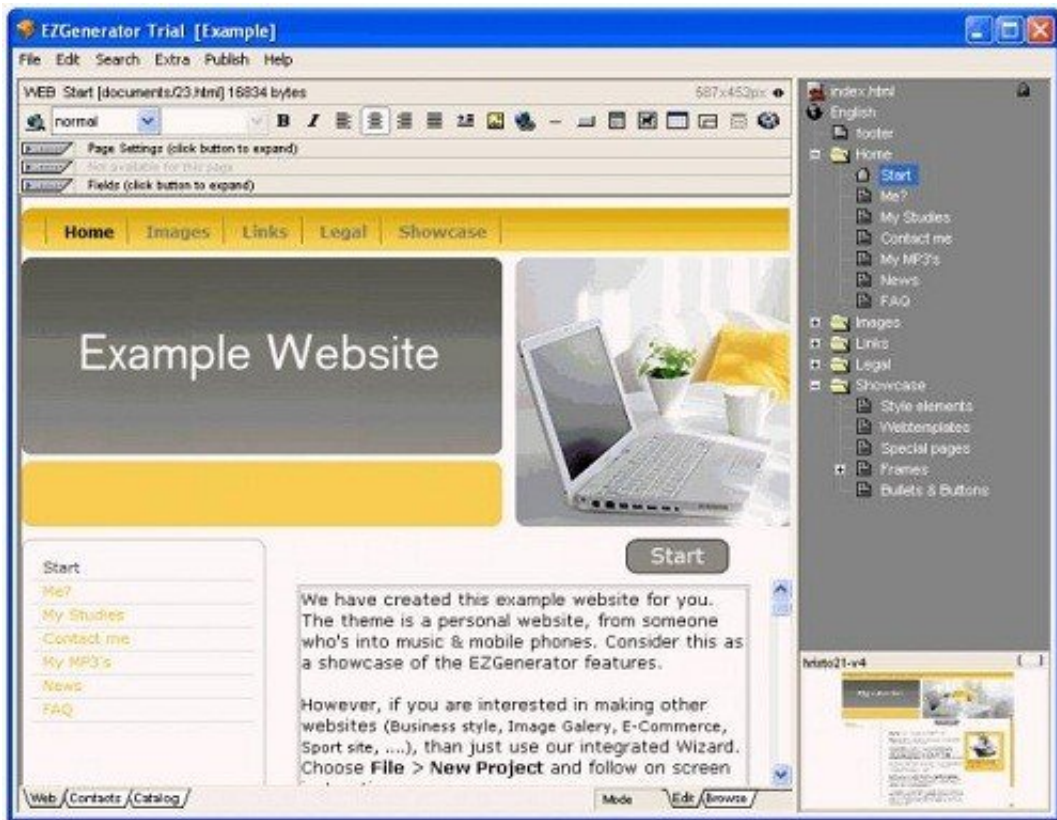 EZGenerator Trial [Example]
File Edit Search Extra Publish Help
WEB Start [documents/23.html] 16834 bytes
587x452px
normal
B I
Page Settings (click button to expand)
Not available for this page
Fields (click button to expand)
Home Images Links Legal Showcase
Example Website
Start
Start
Me?
My Studies
Contact me
My MP3's
News
FAQ
We have created this example website for you.
The theme is a personal website, from someone
who's into music & mobile phones. Consider this as
a showcase of the EZGenerator features.
However, if you are interested in making other
websites (Business style, Image Galery, E-Commerce,
Sport site, ....), than just use our integrated Wizard.
Choose File > New Project and follow on screen
Web Contacts Catalog
Mode Edit Browse
index.html
English
footer
Home
Start
Me?
My Studies
Contact me
My MP3's
News
FAQ
Images
Links
Legal
Showcase
Style elements
Webtemplates
Special pages
Frames
Bullets & Buttons
hristo21-v4